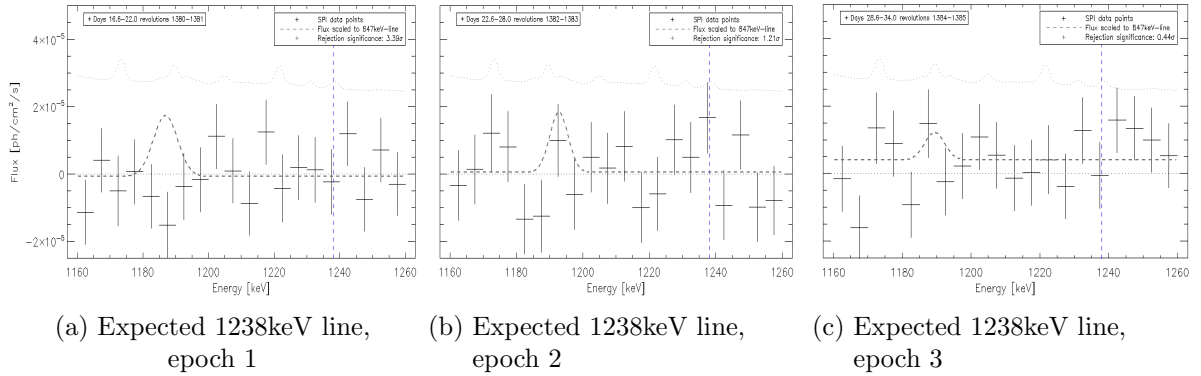 + Days 16.6-22.0 revolutions 1380-1381
SPI data points
Flux scaled to 847keV-line
Rejection significance: 3.39σ
4×10⁻⁵
2×10⁻⁵
0
-2×10⁻⁵
Flux [ph/cm²/s]
1160 1180 1200 1220 1240 1260
Energy [keV]
(a) Expected 1238keV line,
epoch 1
+ Days 22.6-28.0 revolutions 1382-1383
SPI data points
Flux scaled to 847keV-line
Rejection significance: 1.21σ
1160 1180 1200 1220 1240 1260
Energy [keV]
(b) Expected 1238keV line,
epoch 2
+ Days 28.6-34.0 revolutions 1384-1385
SPI data points
Flux scaled to 847keV-line
Rejection significance: 0.44σ
1160 1180 1200 1220 1240 1260
Energy [keV]
(c) Expected 1238keV line,
epoch 3